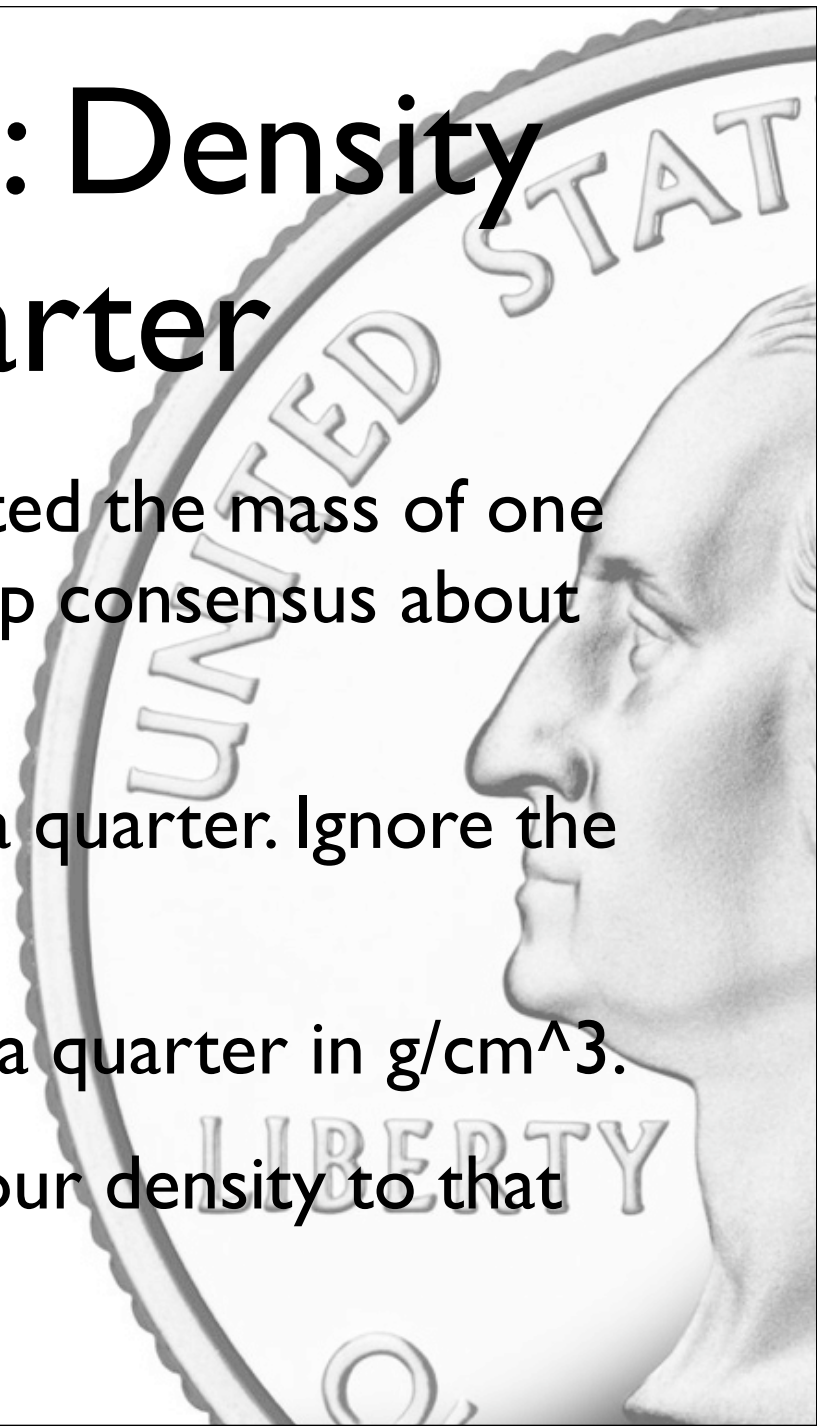 : Density
arter
ted the mass of one
p consensus about
a quarter. Ignore the
a quarter in g/cm^3.
our density to that
UNITED STAT
LIBERTY